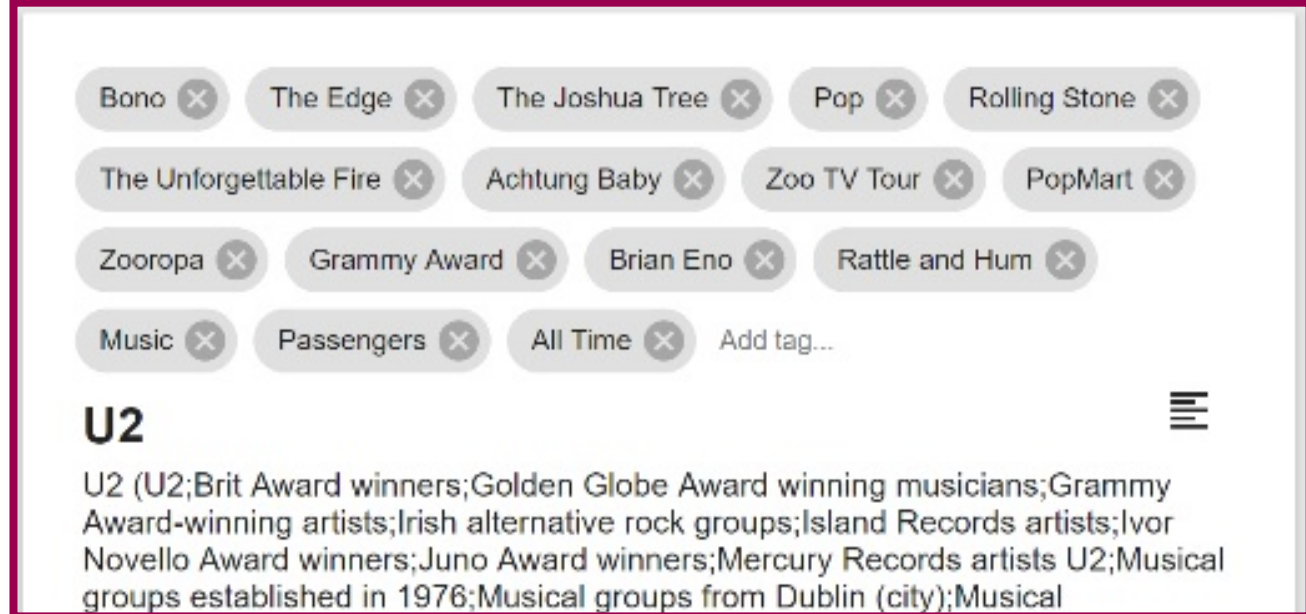 Bono The Edge The Joshua Tree Pop Rolling Stone
The Unforgettable Fire Achtung Baby Zoo TV Tour PopMart
Zooropa Grammy Award Brian Eno Rattle and Hum
Music Passengers All Time Add tag...
U2
U2 (U2;Brit Award winners;Golden Globe Award winning musicians;Grammy
Award-winning artists;Irish alternative rock groups;Island Records artists;Ivor
Novello Award winners;Juno Award winners;Mercury Records artists U2;Musical
groups established in 1976;Musical groups from Dublin (city);Musical